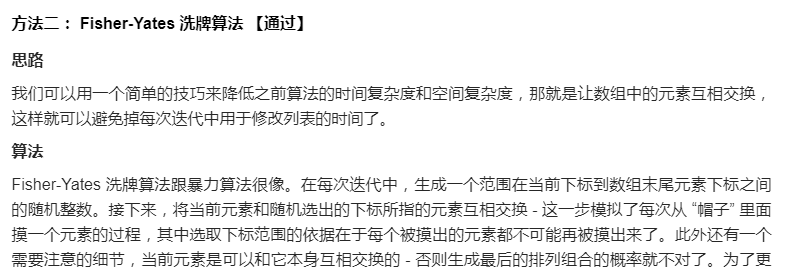 方法二： Fisher-Yates 洗牌算法 【通过】
思路
我们可以用一个简单的技巧来降低之前算法的时间复杂度和空间复杂度，那就是让数组中的元素互相交换，
这样就可以避免掉每次迭代中用于修改列表的时间了。
算法
Fisher-Yates 洗牌算法跟暴力算法很像。在每次迭代中，生成一个范围在当前下标到数组末尾元素下标之间
的随机整数。接下来，将当前元素和随机选出的下标所指的元素互相交换 - 这一步模拟了每次从 “帽子” 里面
摸一个元素的过程，其中选取下标范围的依据在于每个被摸出的元素都不可能再被摸出来了。此外还有一个
需要注意的细节，当前元素是可以和它本身互相交换的 - 否则生成最后的排列组合的概率就不对了。为了更